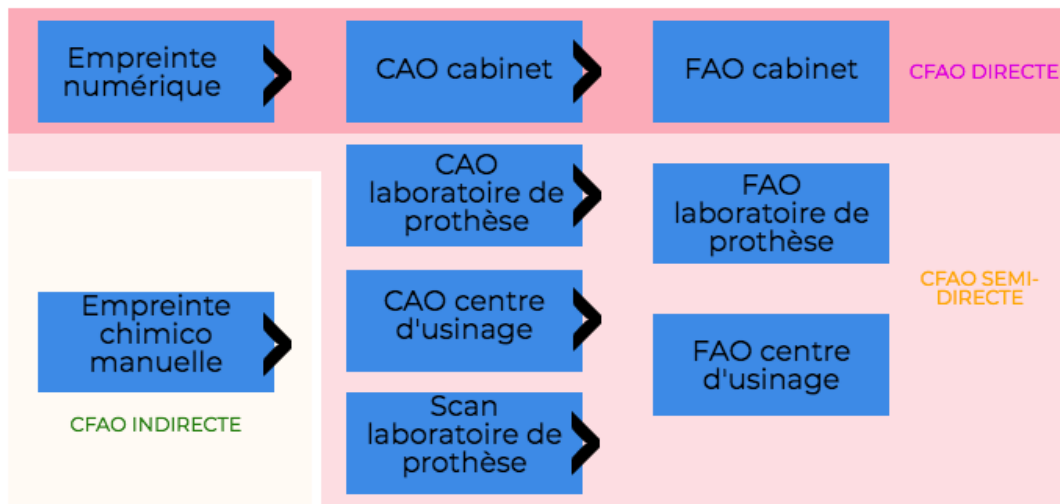 Empreinte
numérique
CAO cabinet
FAO cabinet
CFAO DIRECTE
CAO
laboratoire de
prothèse
FAO
laboratoire de
prothèse
CFAO SEMI-
DIRECTE
Empreinte
chimico
manuelle
CFAO INDIRECTE
CAO centre
d'usinage
FAO centre
d'usinage
Scan
laboratoire de
prothèse